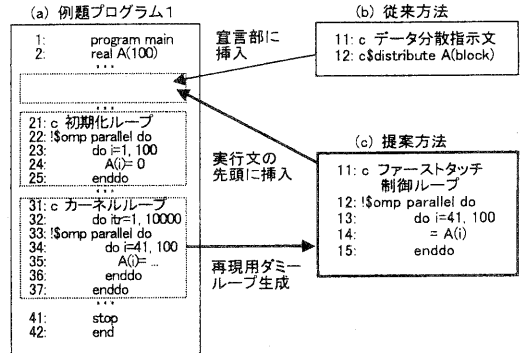 (a) 例題プログラム1
1: program main
2: real A(100)
...
...
21: c 初期化ループ
22: !$omp parallel do
23: do i=1, 100
24: A(i)= 0
25: enddo
...
31: c カーネルループ
32: do itr=1, 10000
33: !$omp parallel do
34: do i=41, 100
35: A(i)= ...
36: enddo
37: enddo
...
41: stop
42: end
宣言部に
挿入
実行文の
先頭に挿入
再現用ダミー
ループ生成
(b) 従来方法
11: c データ分散指示文
12: c$distribute A(block)
(c) 提案方法
11: c ファーストタッチ
制御ループ
12: !$omp parallel do
13: do i=41, 100
14: = A(i)
15: enddo